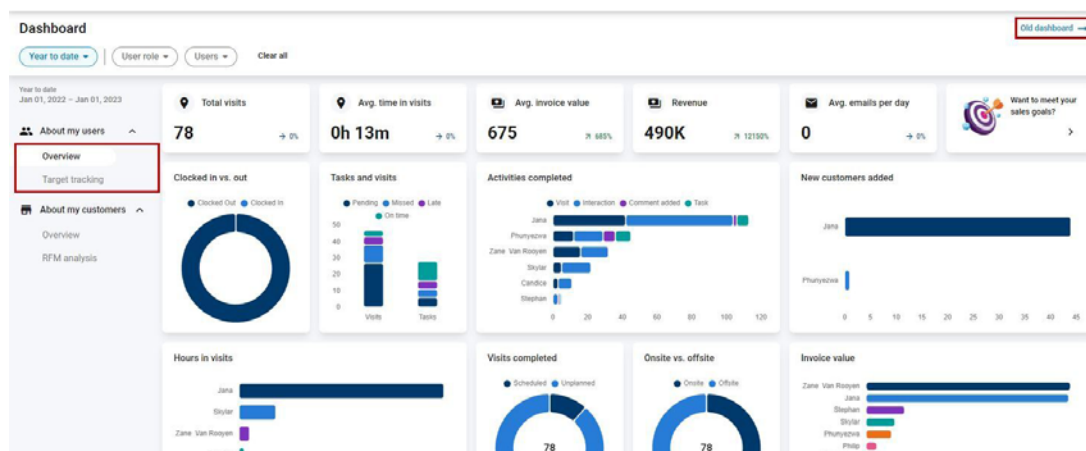 Dashboard
Old dashboard →
Year to date
User role
Users
Clear all
Year to date
Jan 01, 2022 – Jan 01, 2023
About my users
Overview
Target tracking
About my customers
Overview
RFM analysis
Total visits
78
→ 0%
Avg. time in visits
0h 13m
→ 0%
Avg. invoice value
675
↗ 685%
Revenue
490K
↗ 12150%
Avg. emails per day
0
→ 0%
Want to meet your
sales goals?
Clocked in vs. out
Clocked Out Clocked In
Tasks and visits
Pending Missed Late
On time
50
40
30
20
10
0
Visits Tasks
Activities completed
Visit Interaction Comment added Task
Jana
Phunyezwa
Zane Van Rooyen
Skylar
Candice
Stephan
0 20 40 60 80 100 120
New customers added
Jana
Phunyezwa
0 5 10 15 20 25 30 35 40 45
Hours in visits
Jana
Skylar
Zane Van Rooyen
Visits completed
Scheduled Unplanned
78
Onsite vs. offsite
Onsite Offsite
78
Invoice value
Zane Van Rooyen
Jana
Stephan
Skylar
Phunyezwa
Philip